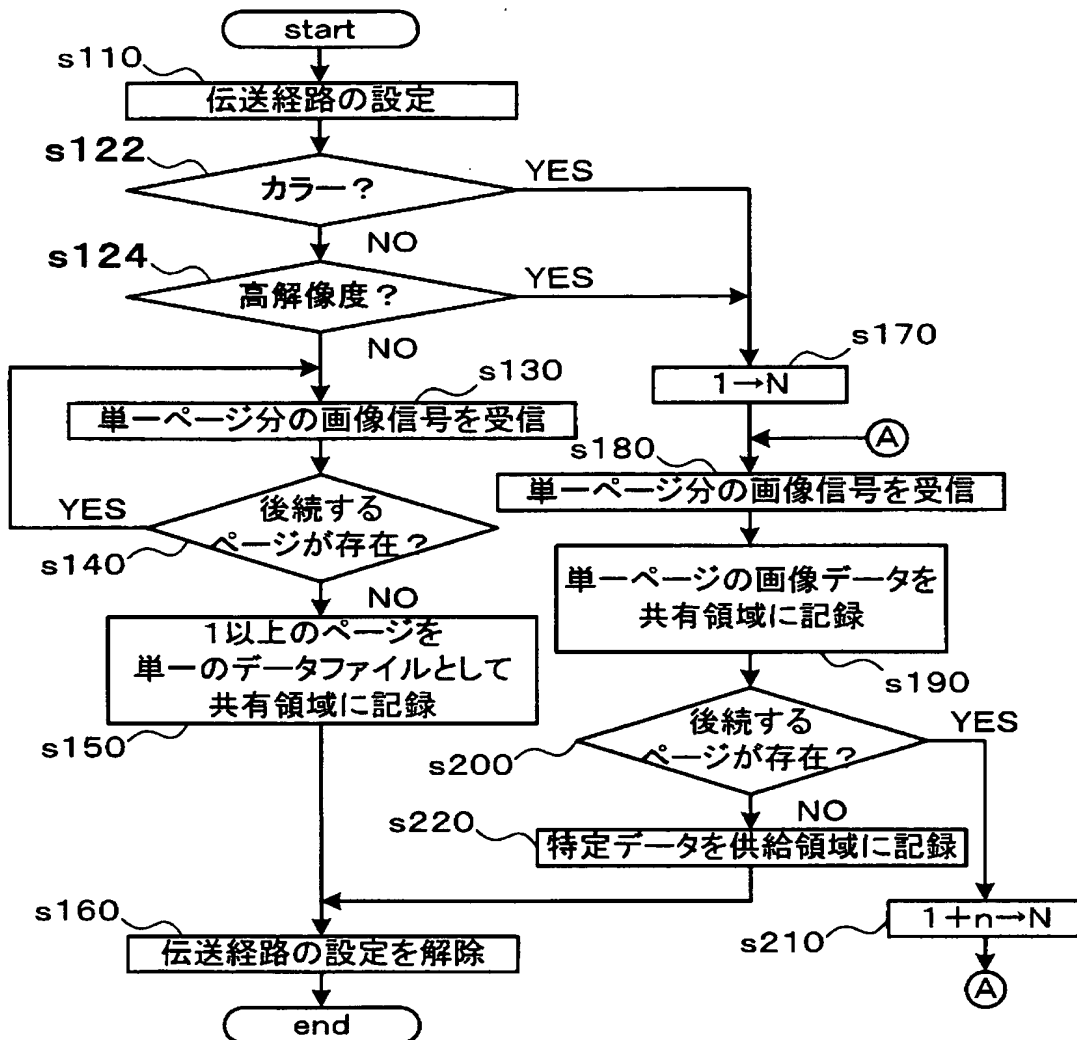 start
s110
伝送経路の設定
s122
カラー？
YES
NO
s124
高解像度？
YES
NO
s130
単一ページ分の画像信号を受信
YES
後続する
ページが存在？
s140
NO
1以上のページを
単一のデータファイルとして
共有領域に記録
s150
s170
1→N
A
s180
単一ページ分の画像信号を受信
単一ページの画像データを
共有領域に記録
s190
後続する
ページが存在？
YES
s200
NO
s220
特定データを供給領域に記録
s210
1＋n→N
A
s160
伝送経路の設定を解除
end